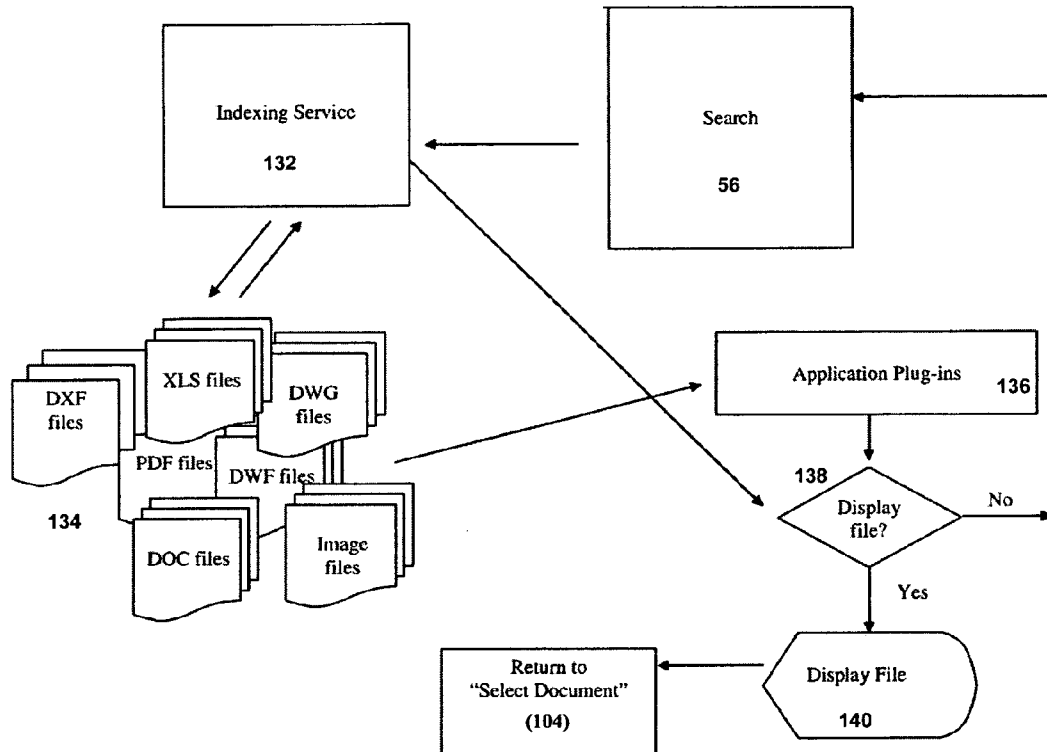 Indexing Service
132
Search
56
XLS files
DXF
files
DWG
files
PDF files
DWF files
134
DOC files
Image
files
Application Plug-ins
136
138
Display
file?
No
Yes
Return to
“Select Document”
(104)
Display File
140